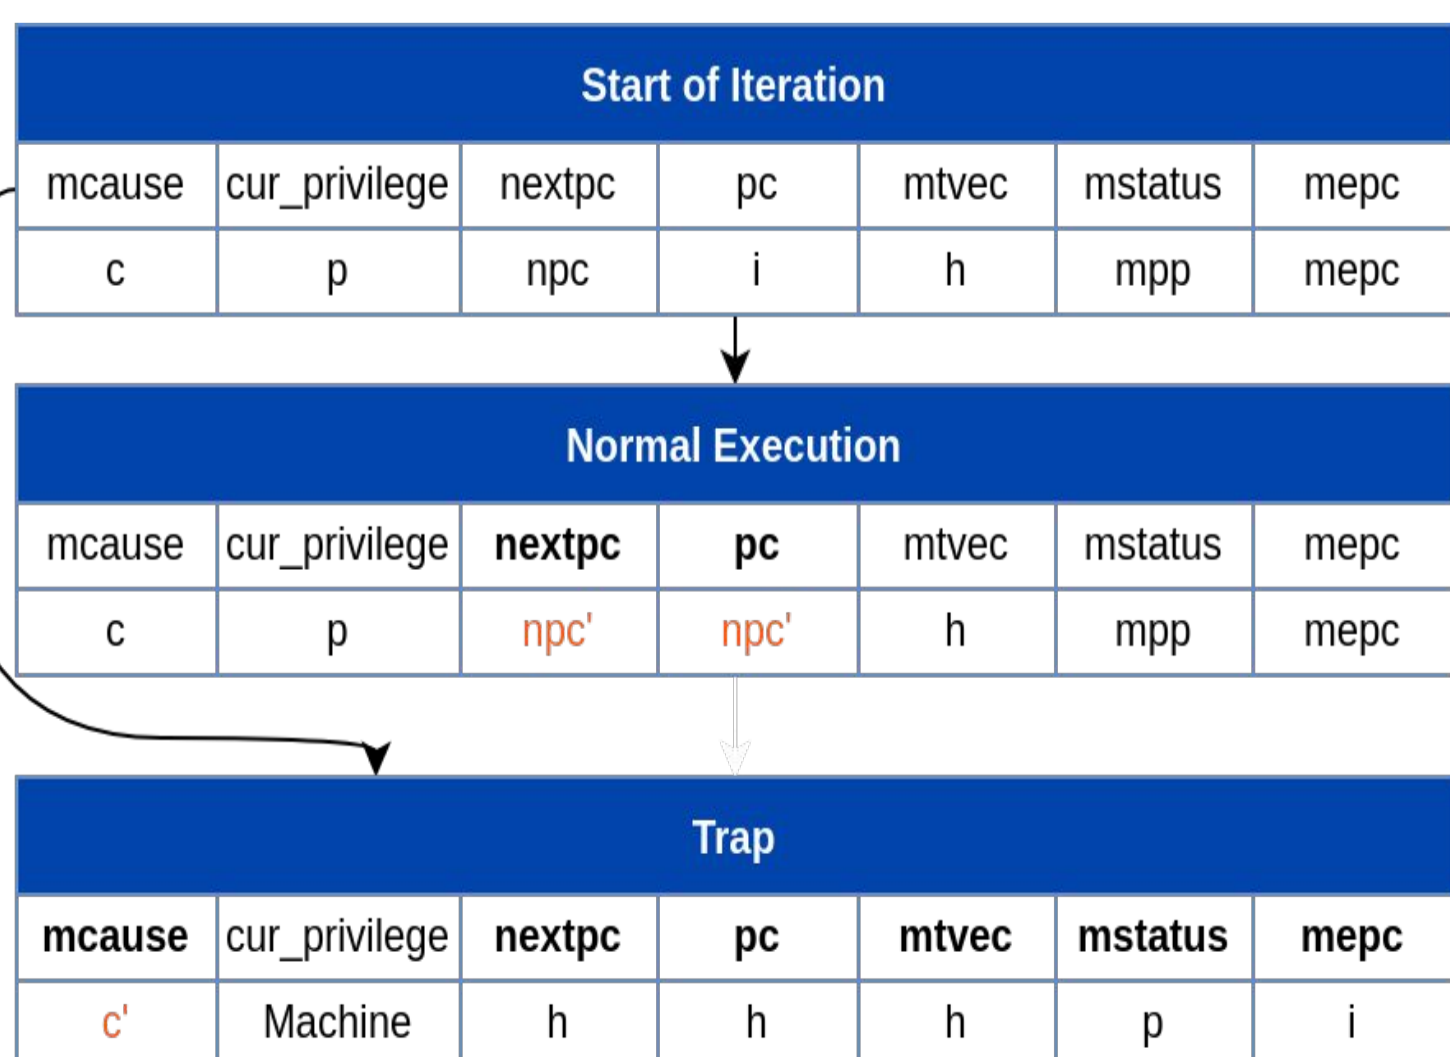 Start of Iteration
mcause cur_privilege nextpc pc mtvec mstatus mepc
c p npc i h mpp mepc
Normal Execution
mcause cur_privilege nextpc pc mtvec mstatus mepc
c p npc' npc' h mpp mepc
Trap
mcause cur_privilege nextpc pc mtvec mstatus mepc
c' Machine h h h p i